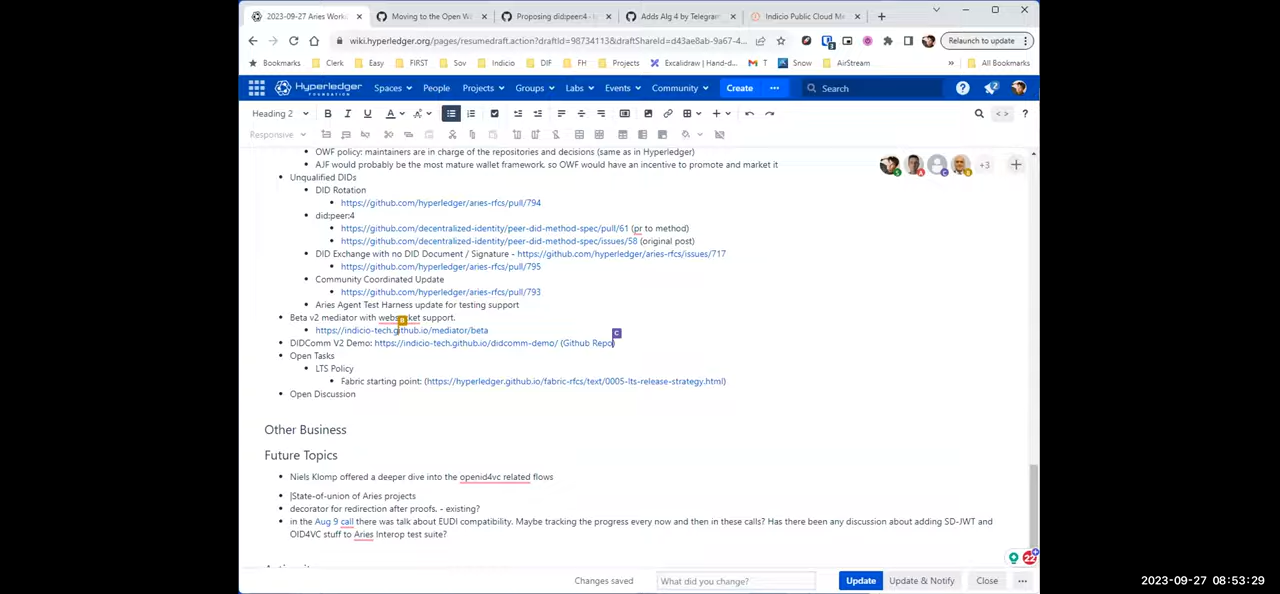 2023-09-27 Aries Works
Moving to the Open W
Proposing did:peer:4 -
Adds Alg 4 by Telegram
Indicio Public Cloud Me
wiki.hyperledger.org/pages/resumedraft.action?draftId=98734113&draftShareId=d43ae8ab-9a67-4...
Relaunch to update
Bookmarks Clerk Easy FIRST Sov Indicio DIF FH Projects Excalidraw | Hand-d... T Snow AirStream » All Bookmarks
HYPERLEDGER FOUNDATION Spaces People Projects Groups Labs Events Community Create ... Search
Heading 2 B I U A
Responsive
OWF policy: maintainers are in charge of the repositories and decisions (same as in Hyperledger)
AJF would probably be the most mature wallet framework, so OWF would have an incentive to promote and market it
+3
Unqualified DIDs
DID Rotation
https://github.com/hyperledger/aries-rfcs/pull/794
did:peer:4
https://github.com/decentralized-identity/peer-did-method-spec/pull/61 (pr to method)
https://github.com/decentralized-identity/peer-did-method-spec/issues/58 (original post)
DID Exchange with no DID Document / Signature - https://github.com/hyperledger/aries-rfcs/issues/717
https://github.com/hyperledger/aries-rfcs/pull/795
Community Coordinated Update
https://github.com/hyperledger/aries-rfcs/pull/793
Aries Agent Test Harness update for testing support
Beta v2 mediator with websocket support.
https://indicio-tech.github.io/mediator/beta
DIDComm V2 Demo: https://indicio-tech.github.io/didcomm-demo/ (Github Repo)
Open Tasks
LTS Policy
Fabric starting point: (https://hyperledger.github.io/fabric-rfcs/text/0005-lts-release-strategy.html)
Open Discussion
Other Business
Future Topics
Niels Klomp offered a deeper dive into the openid4vc related flows
State-of-union of Aries projects
decorator for redirection after proofs. - existing?
in the Aug 9 call there was talk about EUDI compatibility. Maybe tracking the progress every now and then in these calls? Has there been any discussion about adding SD-JWT and
OID4VC stuff to Aries Interop test suite?
22
Changes saved What did you change? Update Update & Notify Close ...
2023-09-27 08:53:29